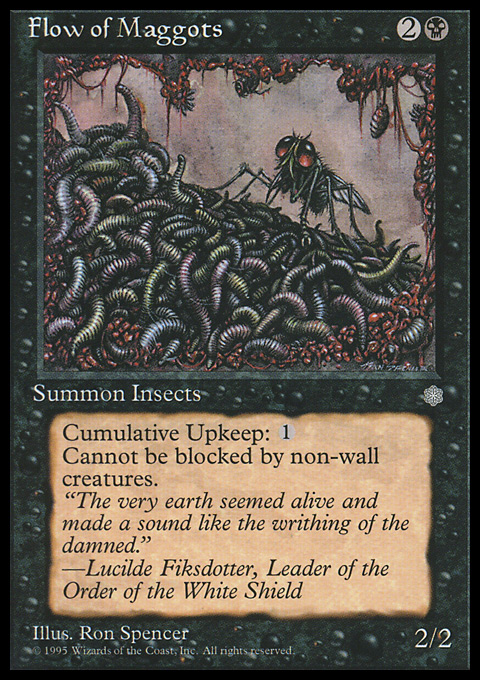 Flow of Maggots 2
Summon Insects
Cumulative Upkeep: 1
Cannot be blocked by non-wall
creatures.
“The very earth seemed alive and
made a sound like the writhing of the
damned.”
—Lucilde Fiksdotter, Leader of the
Order of the White Shield
Illus. Ron Spencer
2/2
© 1995 Wizards of the Coast, Inc. All rights reserved.